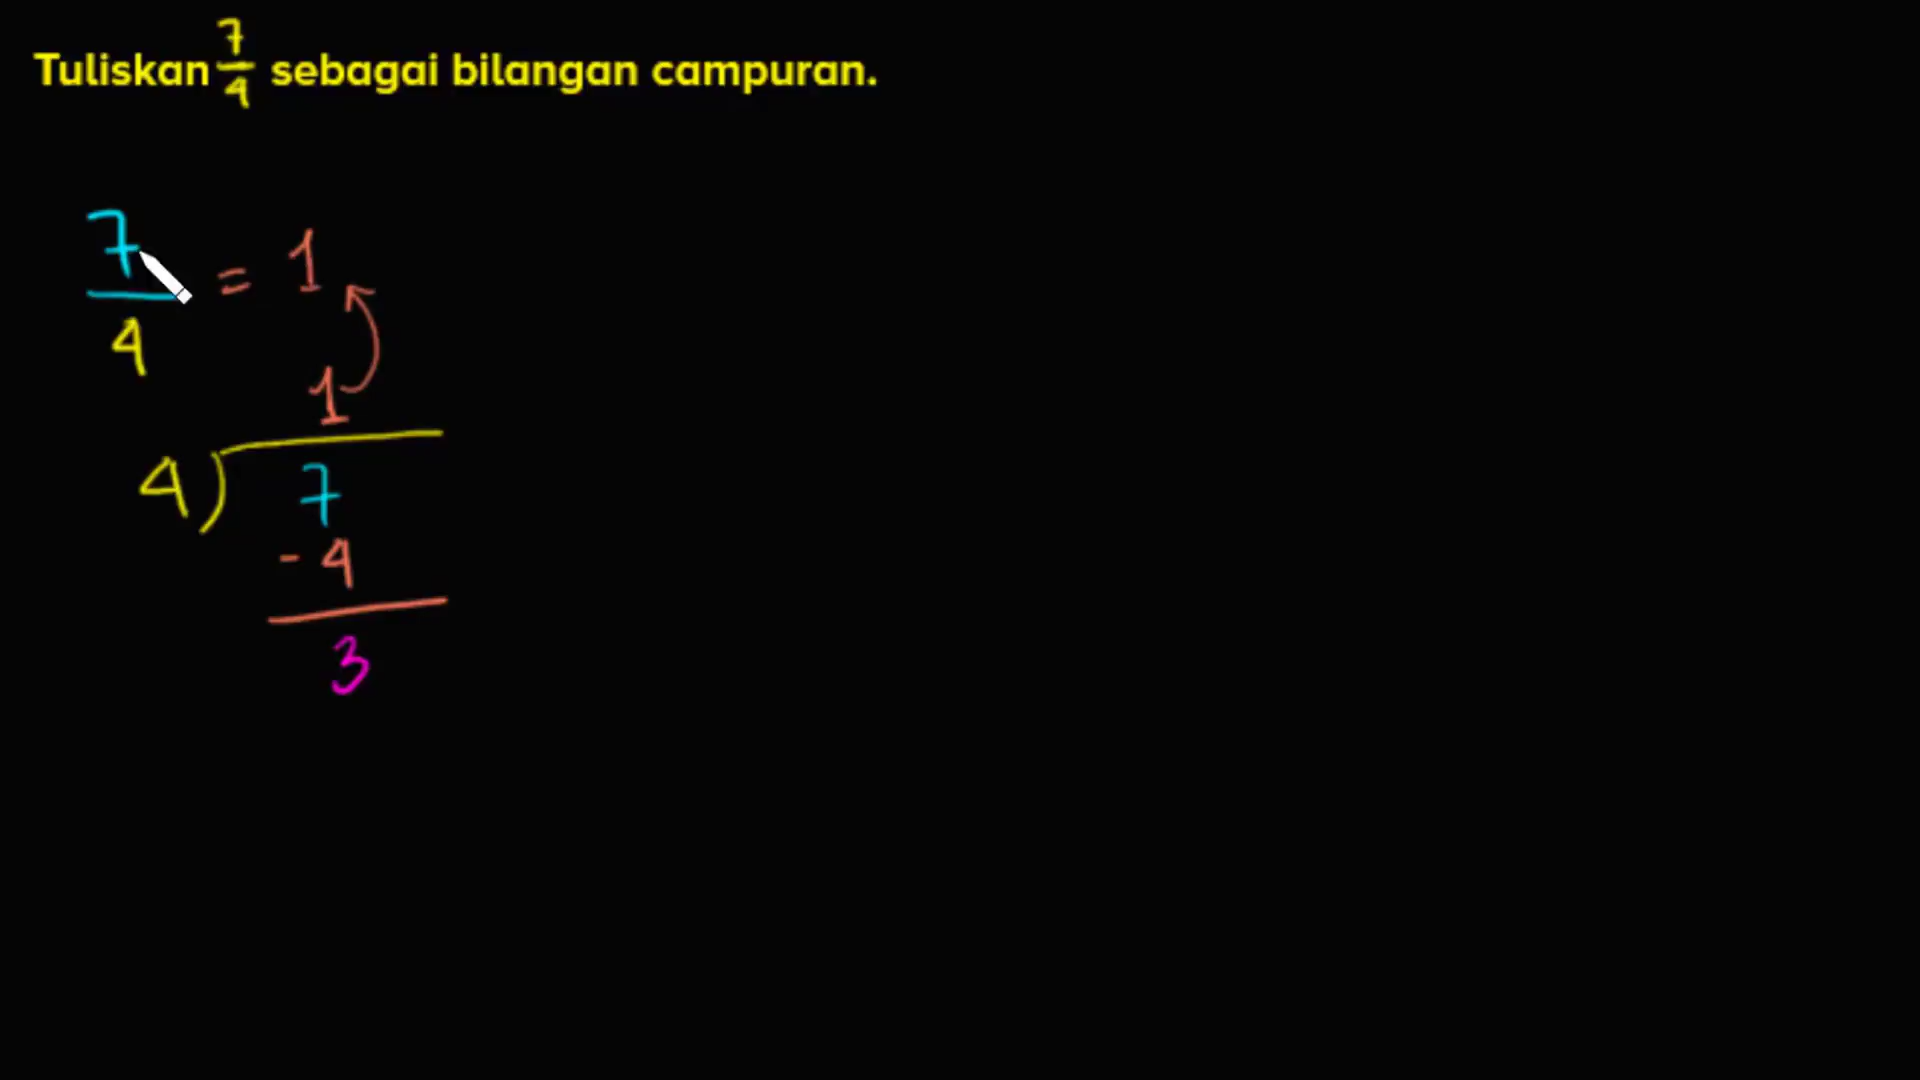 Tuliskan 7/4 sebagai bilangan campuran.
7/4 = 1
1
4) 7
- 4
3